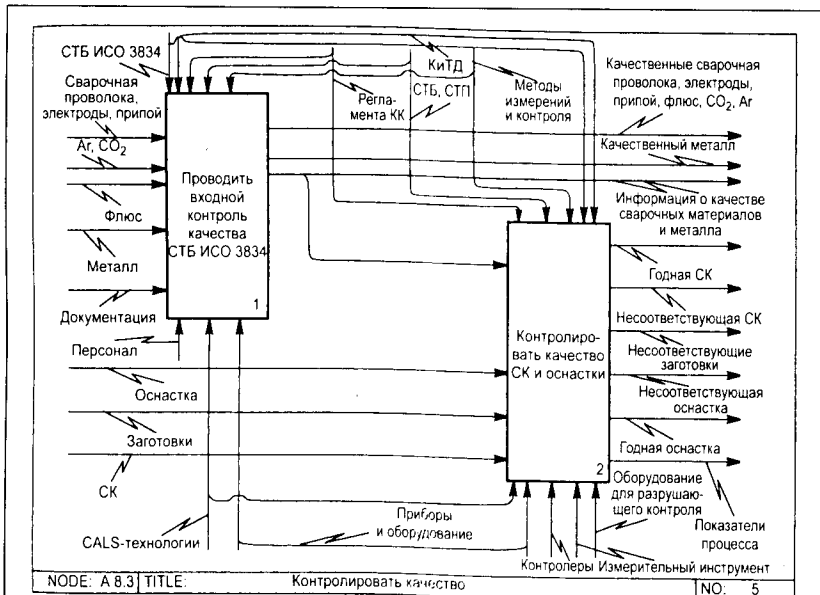 СТБ ИСО 3834
Сварочная
проволока,
электроды, припой
Ar, CO₂
Флюс
Металл
Документация
Персонал
Оснастка
Заготовки
СК
CALS-технологии
Проводить
входной
контроль
качества
СТБ ИСО 3834
1
КиТД
Регла-
мента КК
СТБ, СТП
Методы
измерений
и контроля
Качественные сварочная
проволока, электроды,
припой, флюс, CO₂, Ar
Качественный металл
Информация о качестве
сварочных материалов
и металла
Годная СК
Несоответствующая СК
Несоответствующие
заготовки
Несоответствующая
оснастка
Годная оснастка
Контролиро-
вать качество
СК и оснастки
2
Оборудование
для разрушаю-
щего контроля
Показатели
процесса
Приборы
и оборудование
Контролеры Измерительный инструмент
NODE: A 8.3 TITLE: Контролировать качество NO: 5